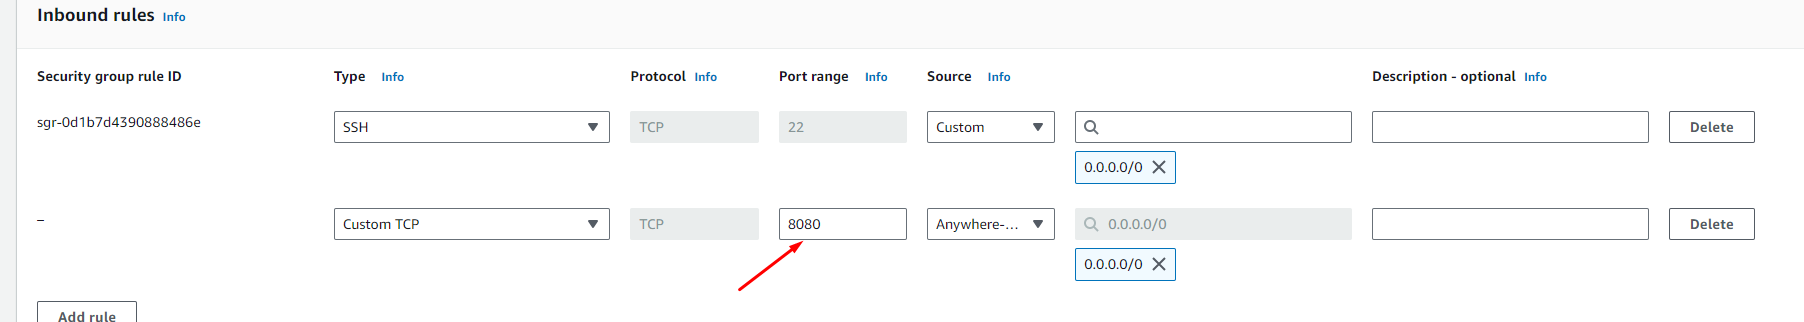 Inbound rules Info
Security group rule ID Type Info Protocol Info Port range Info Source Info Description - optional Info
sgr-0d1b7d4390888486e SSH TCP 22 Custom Delete
0.0.0.0/0
– Custom TCP TCP 8080 Anywhere-... 0.0.0.0/0 Delete
0.0.0.0/0
Add rule